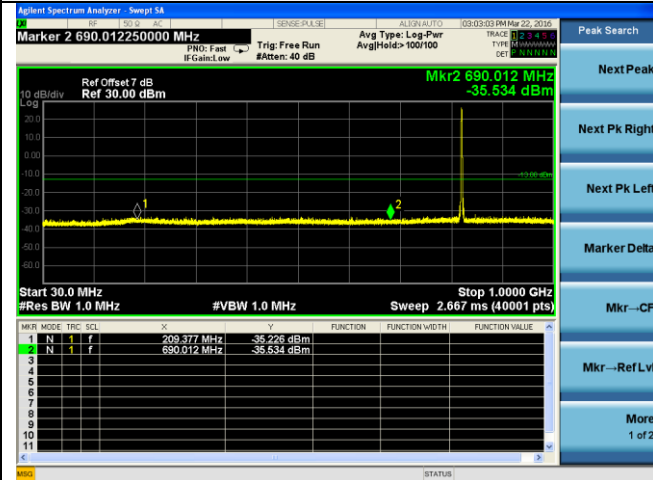 Agilent Spectrum Analyzer - Swept SA
RF 50 Ω AC SENSE:PULSE ALIGN AUTO 03:03:03 PM Mar 22, 2016
Marker 2 690.012250000 MHz
PNO: Fast
IFGain:Low
Trig: Free Run
#Atten: 40 dB
Avg Type: Log-Pwr
Avg|Hold:> 100/100
TRACE 1 2 3 4 5 6
TYPE M
DET P N N N N N
Peak Search
Next Peak
Next Pk Right
Next Pk Left
Marker Delta
Mkr→CF
Mkr→Ref Lvl
More
1 of 2
Mkr2 690.012 MHz
-35.534 dBm
Ref Offset 7 dB
10 dB/div Ref 30.00 dBm
Log
20.0
10.0
0.00
-10.0
-20.0
-30.0
-40.0
-50.0
-60.0
-13.00 dBm
1
2
Start 30.0 MHz Stop 1.0000 GHz
#Res BW 1.0 MHz #VBW 1.0 MHz Sweep 2.667 ms (40001 pts)
MKR MODE TRC SCL X Y FUNCTION FUNCTION WIDTH FUNCTION VALUE
1 N 1 f 209.377 MHz -35.226 dBm
2 N 1 f 690.012 MHz -35.534 dBm
3
4
5
6
7
8
9
10
11
MSG STATUS